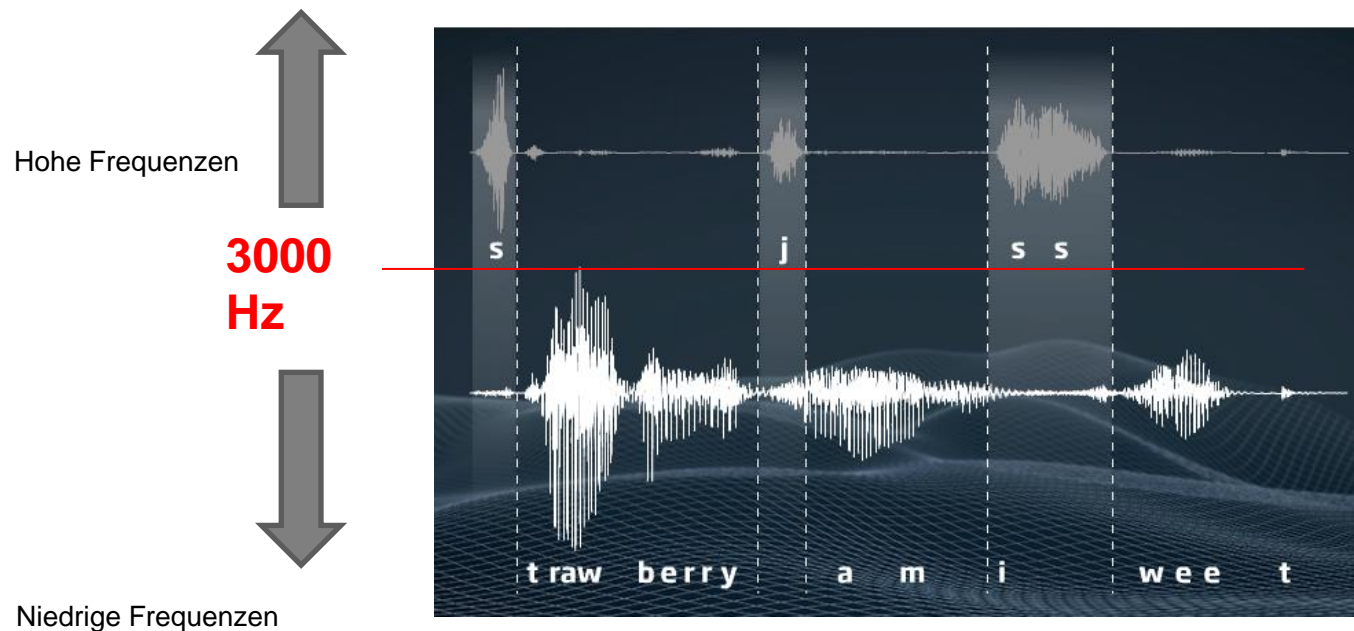 Hohe Frequenzen
3000
Hz
s j s s
t raw berry a m i w e e t
Niedrige Frequenzen